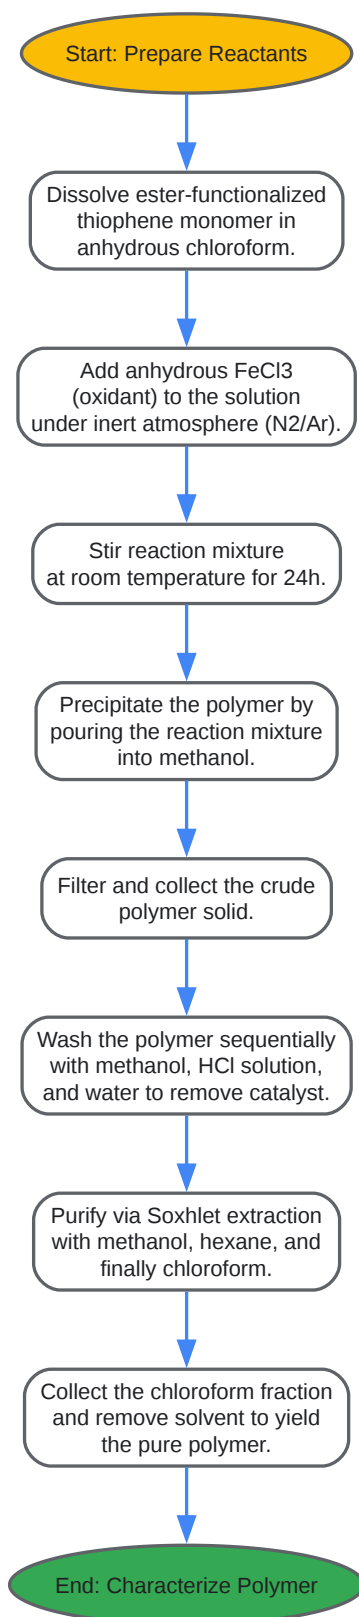 Start: Prepare Reactants
Dissolve ester-functionalized
thiophene monomer in
anhydrous chloroform.
Add anhydrous FeCl3
(oxidant) to the solution
under inert atmosphere (N2/Ar).
Stir reaction mixture
at room temperature for 24h.
Precipitate the polymer by
pouring the reaction mixture
into methanol.
Filter and collect the crude
polymer solid.
Wash the polymer sequentially
with methanol, HCl solution,
and water to remove catalyst.
Purify via Soxhlet extraction
with methanol, hexane, and
finally chloroform.
Collect the chloroform fraction
and remove solvent to yield
the pure polymer.
End: Characterize Polymer